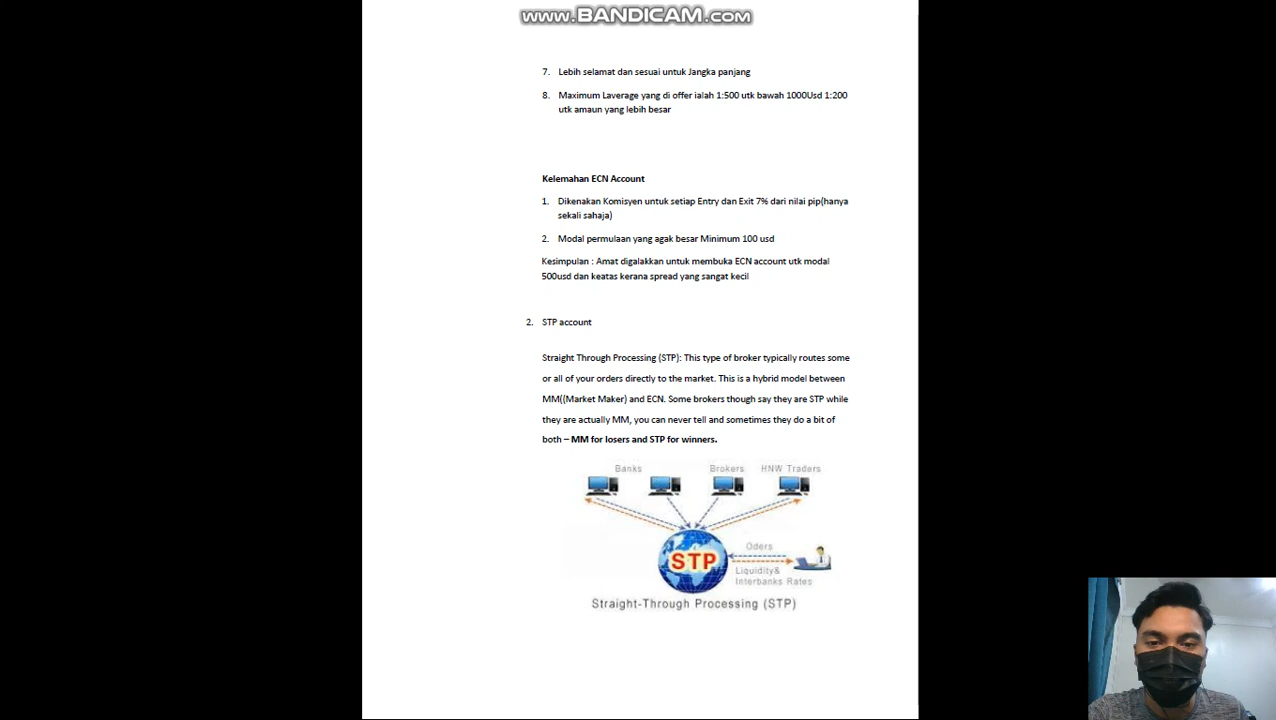 www.BANDICAM.com
7. Lebih selamat dan sesuai untuk Jangka panjang
8. Maximum Laverage yang di offer ialah 1:500 utk bawah 1000Usd 1:200
utk amaun yang lebih besar
Kelemahan ECN Account
1. Dikenakan Komisyen untuk setiap Entry dan Exit 7% dari nilai pip(hanya
sekali sahaja)
2. Modal permulaan yang agak besar Minimum 100 usd
Kesimpulan : Amat digalakkan untuk membuka ECN account utk modal
500usd dan keatas kerana spread yang sangat kecil
2. STP account
Straight Through Processing (STP): This type of broker typically routes some
or all of your orders directly to the market. This is a hybrid model between
MM((Market Maker) and ECN. Some brokers though say they are STP while
they are actually MM, you can never tell and sometimes they do a bit of
both – MM for losers and STP for winners.
Banks Brokers HNW Traders
STP
Oders
Liquidity&
Interbanks Rates
Straight-Through Processing (STP)